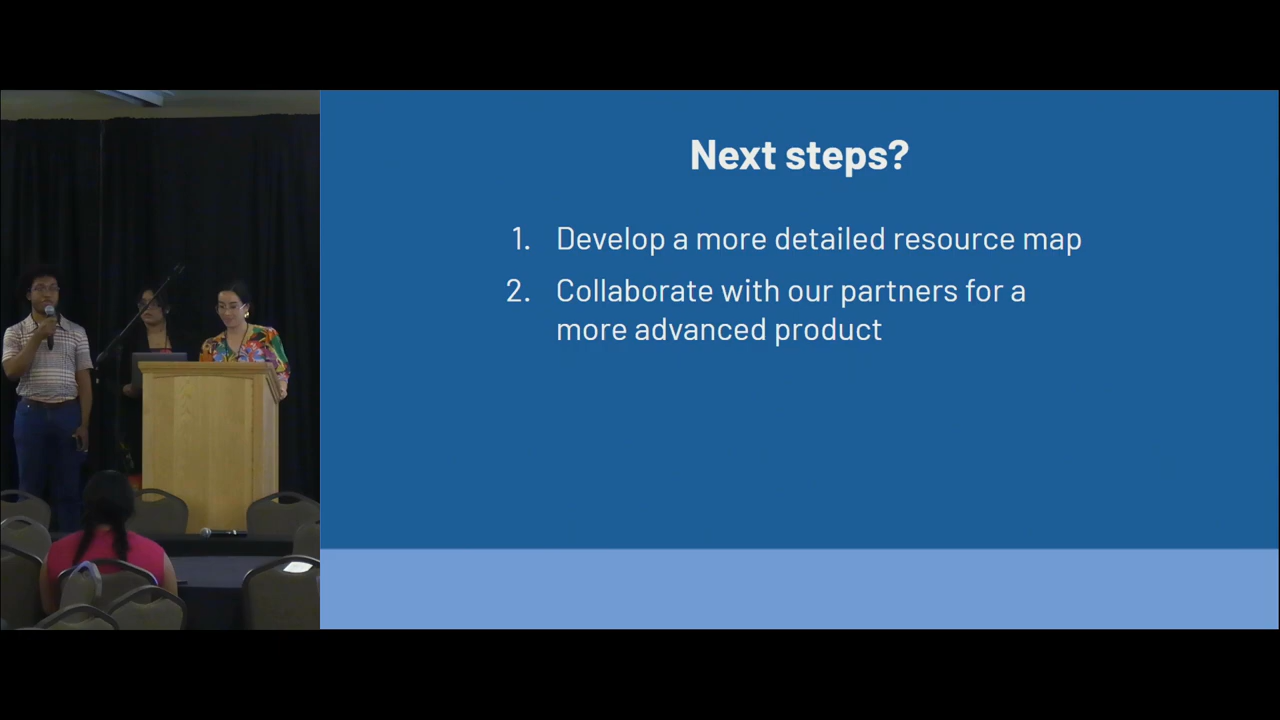 Next steps?
1. Develop a more detailed resource map
2. Collaborate with our partners for a
more advanced product